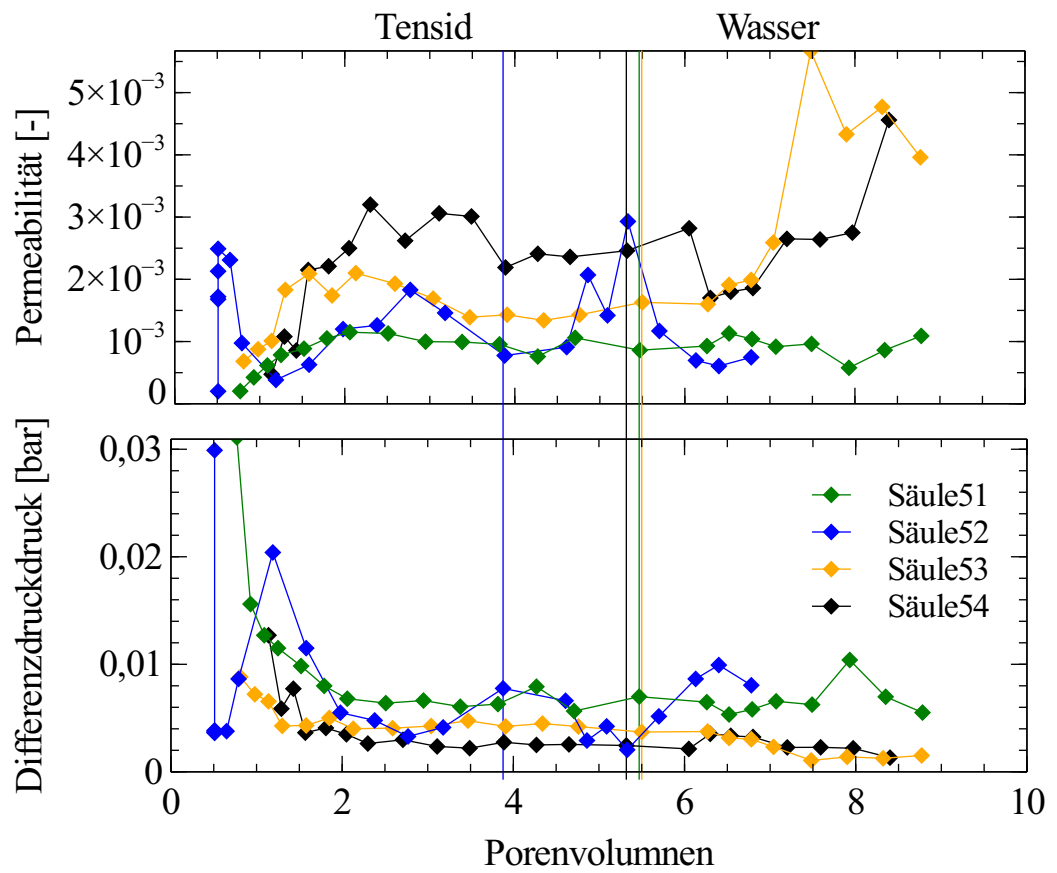 Tensid Wasser
Permeabilität [-]
5×10⁻³
4×10⁻³
3×10⁻³
2×10⁻³
10⁻³
0
Differenzdruckdruck [bar]
0,03
0,02
0,01
0
Säule51
Säule52
Säule53
Säule54
0 2 4 6 8 10
Porenvolumnen